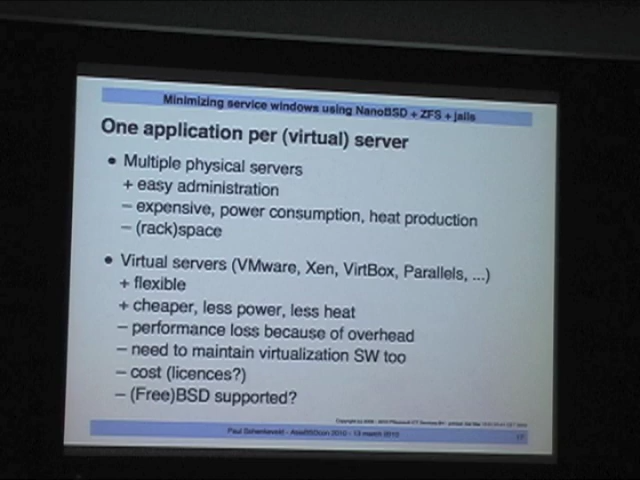 Minimizing service windows using NanoBSD + ZFS + jails
One application per (virtual) server
• Multiple physical servers
+ easy administration
– expensive, power consumption, heat production
– (rack)space
• Virtual servers (VMware, Xen, VirtBox, Parallels, ...)
+ flexible
+ cheaper, less power, less heat
– performance loss because of overhead
– need to maintain virtualization SW too
– cost (licences?)
– (Free)BSD supported?
Paul Schenkeveld - AsiaBSDcon 2010 - 13 march 2010
17